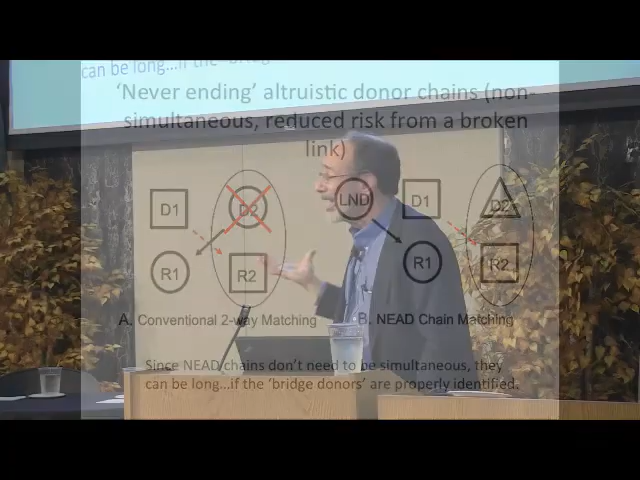 can be long...if the 'bridge
'Never ending' altruistic donor chains (non-
simultaneous, reduced risk from a broken
link)
D1 D2 LND D1 D2
R1 R2 R1 R2
A. Conventional 2-way Matching B. NEAD Chain Matching
Since NEAD chains don't need to be simultaneous, they
can be long...if the 'bridge donors' are properly identified.